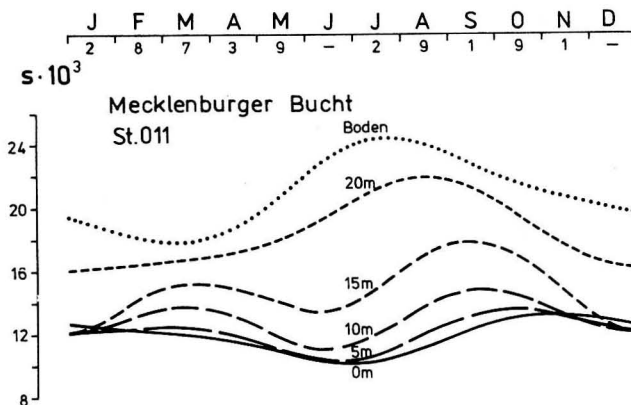 J F M A M J J A S O N D
2 8 7 3 9 – 2 9 1 9 1 –
s·10³
Mecklenburger Bucht
St.011
Boden
24
20m
20
16
15m
10m
12
5m
0m
8